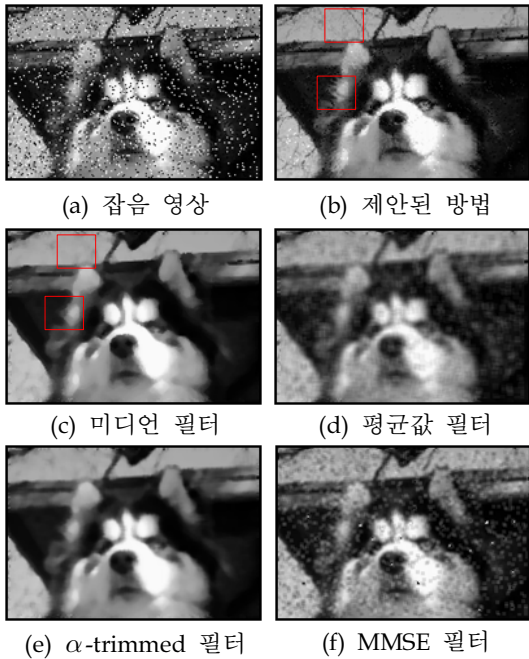 (a) 잡음 영상
(b) 제안된 방법
(c) 미디언 필터
(d) 평균값 필터
(e) α-trimmed 필터
(f) MMSE 필터